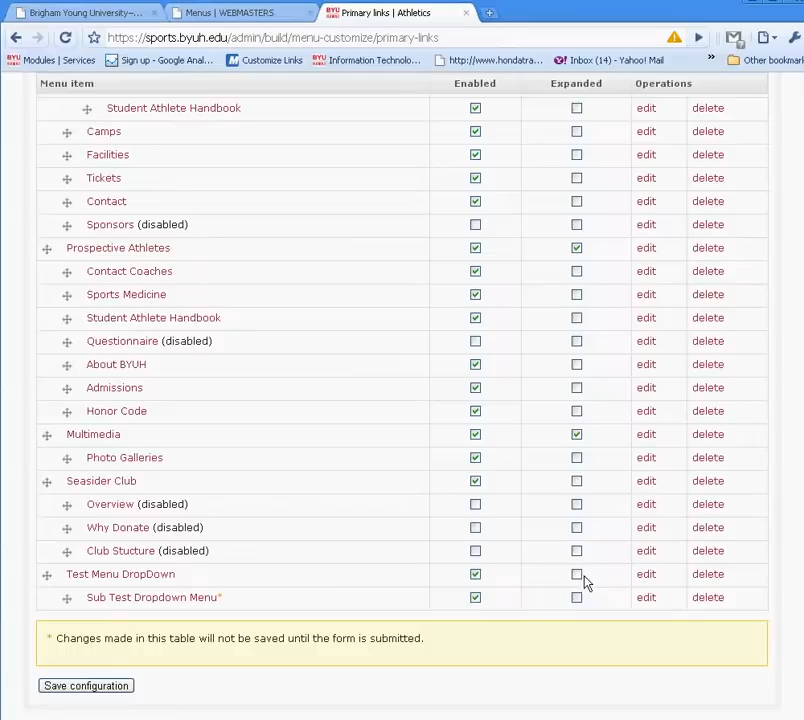 Brigham Young University—
Menus | WEBMASTERS
BYU Primary links | Athletics
https://sports.byuh.edu/admin/build/menu-customize/primary-links
BYU Modules | Services
Sign up - Google Anal...
M Customize Links
BYU Information Technolo...
http://www.hondatra...
Y! Inbox (14) - Yahoo! Mail
»
Other bookmark
Menu item Enabled Expanded Operations
Student Athlete Handbook edit delete
Camps edit delete
Facilities edit delete
Tickets edit delete
Contact edit delete
Sponsors (disabled) edit delete
Prospective Athletes edit delete
Contact Coaches edit delete
Sports Medicine edit delete
Student Athlete Handbook edit delete
Questionnaire (disabled) edit delete
About BYUH edit delete
Admissions edit delete
Honor Code edit delete
Multimedia edit delete
Photo Galleries edit delete
Seasider Club edit delete
Overview (disabled) edit delete
Why Donate (disabled) edit delete
Club Stucture (disabled) edit delete
Test Menu DropDown edit delete
Sub Test Dropdown Menu* edit delete
* Changes made in this table will not be saved until the form is submitted.
Save configuration